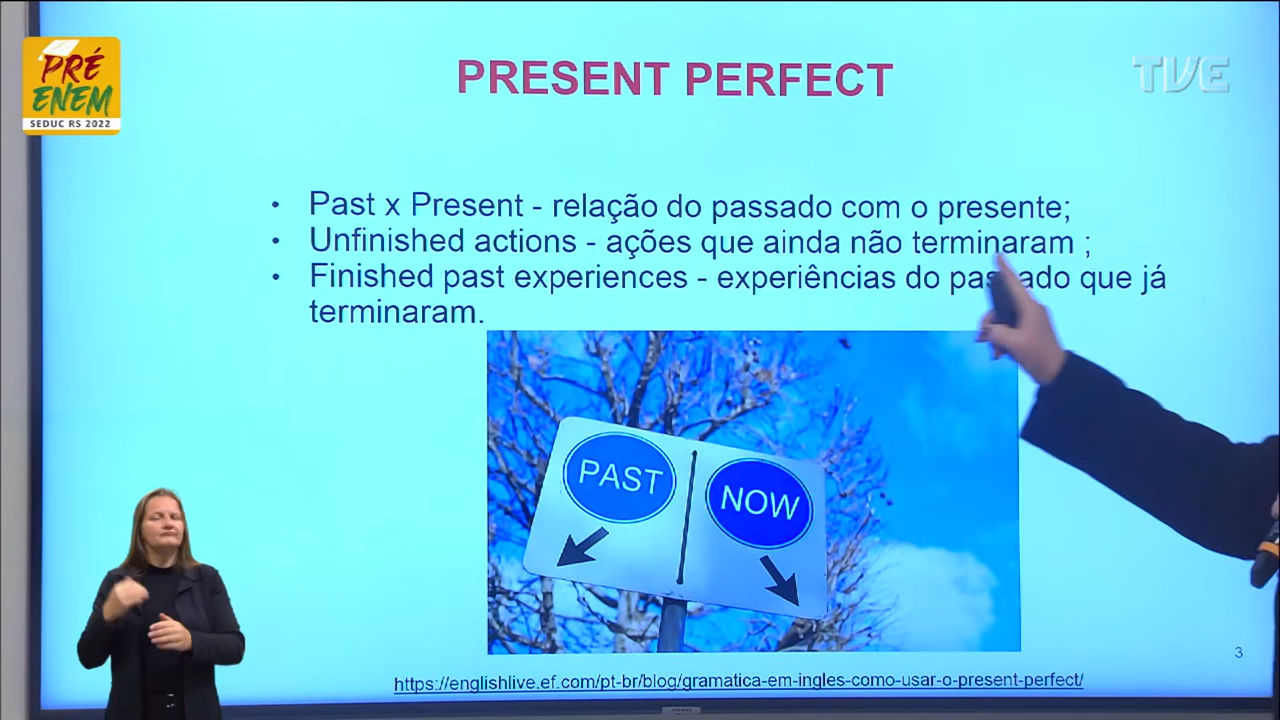 PRÉ
ENEM
SEDUC RS 2022
TVE
PRESENT PERFECT
• Past x Present - relação do passado com o presente;
• Unfinished actions - ações que ainda não terminaram ;
• Finished past experiences - experiências do passado que já
terminaram.
PAST
NOW
3
https://englishlive.ef.com/pt-br/blog/gramatica-em-ingles-como-usar-o-present-perfect/